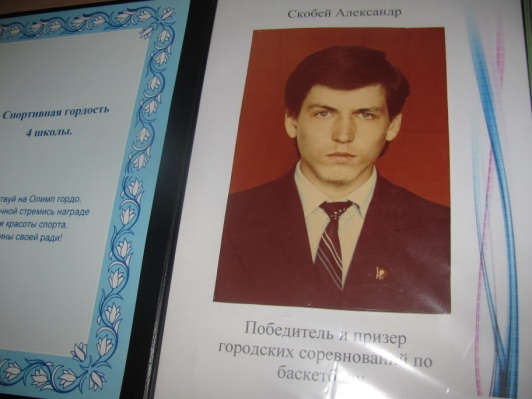 Спортивная гордость
4 школы.
на Олимп гордо,
стремись награде
и красоты спорта,
своей ради!
Скобей Александр
Победитель и призер
городских соревнований по